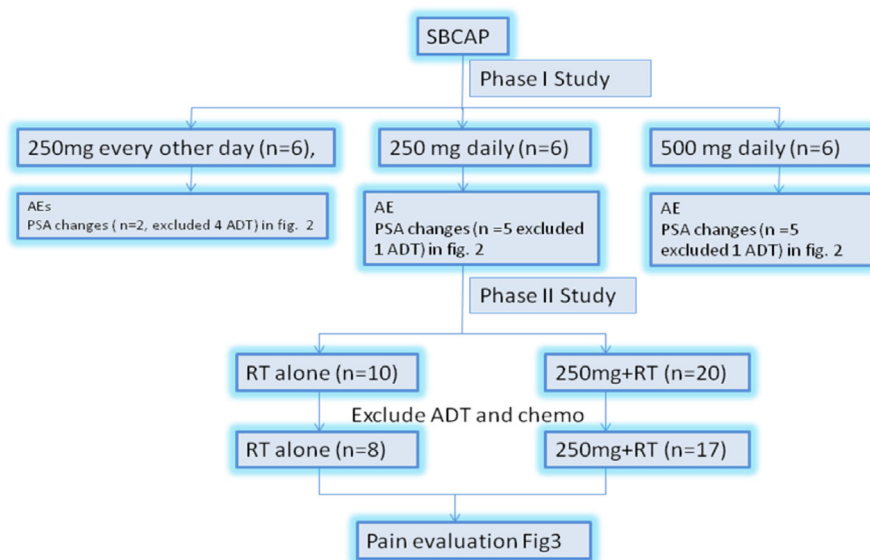 SBCAP
Phase I Study
250mg every other day (n=6),
250 mg daily (n=6)
500 mg daily (n=6)
AEs
PSA changes ( n=2, excluded 4 ADT) in fig. 2
AE
PSA changes (n =5 excluded
1 ADT) in fig. 2
AE
PSA changes (n =5
excluded 1 ADT) in fig. 2
Phase II Study
RT alone (n=10)
250mg+RT (n=20)
Exclude ADT and chemo
RT alone (n=8)
250mg+RT (n=17)
Pain evaluation Fig3